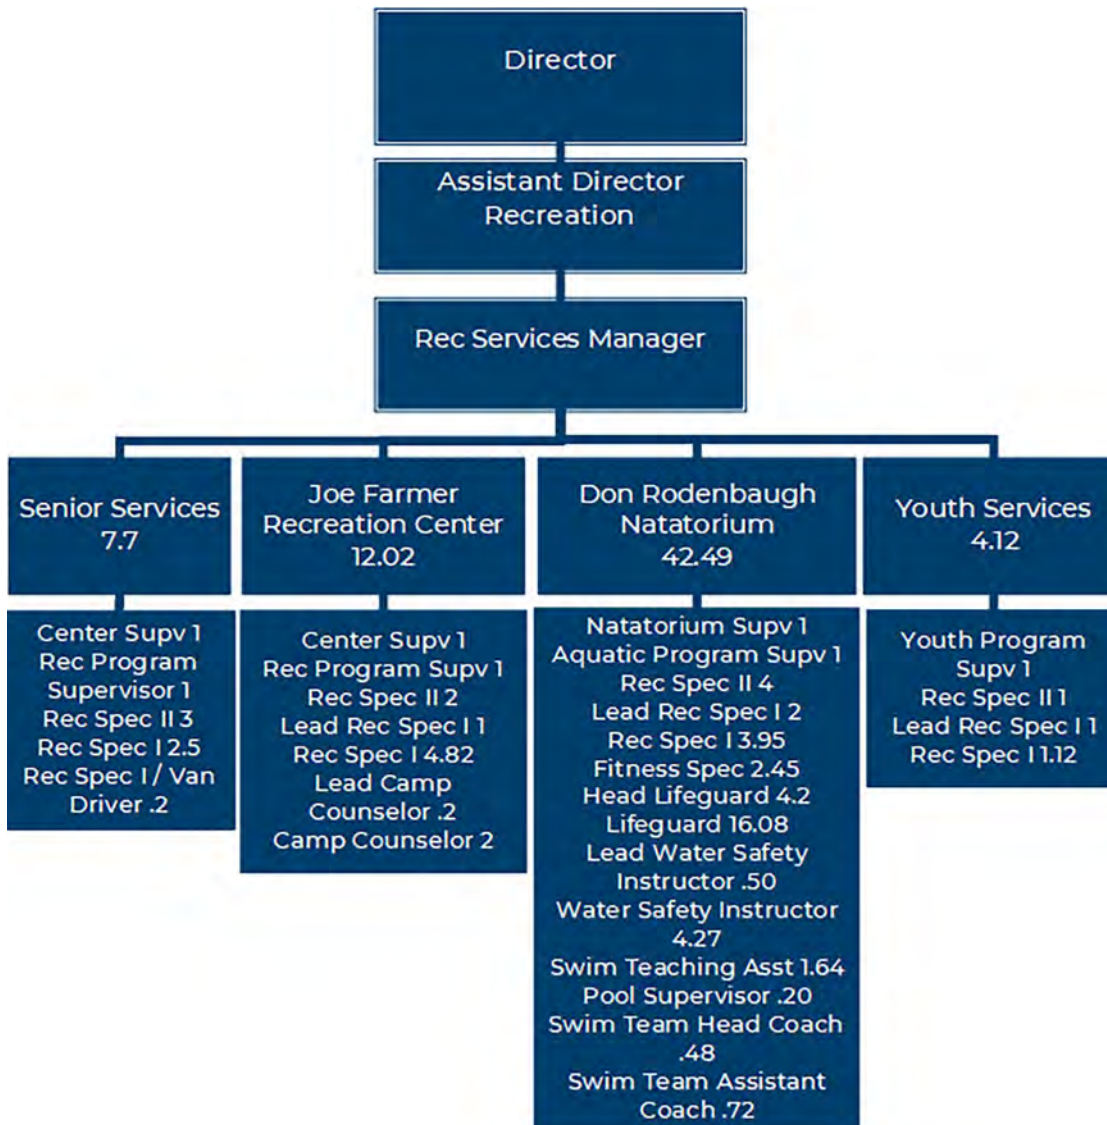 Director
Assistant Director
Recreation
Rec Services Manager
Senior Services
7.7
Joe Farmer
Recreation Center
12.02
Don Rodenbaugh
Natatorium
42.49
Youth Services
4.12
Center Supv 1
Rec Program
Supervisor 1
Rec Spec II 3
Rec Spec I 2.5
Rec Spec I / Van
Driver .2
Center Supv 1
Rec Program Supv 1
Rec Spec II 2
Lead Rec Spec I 1
Rec Spec I 4.82
Lead Camp
Counselor .2
Camp Counselor 2
Natatorium Supv 1
Aquatic Program Supv 1
Rec Spec II 4
Lead Rec Spec I 2
Rec Spec I 3.95
Fitness Spec 2.45
Head Lifeguard 4.2
Lifeguard 16.08
Lead Water Safety
Instructor .50
Water Safety Instructor
4.27
Swim Teaching Asst 1.64
Pool Supervisor .20
Swim Team Head Coach
.48
Swim Team Assistant
Coach .72
Youth Program
Supv 1
Rec Spec II 1
Lead Rec Spec I 1
Rec Spec I 1.12